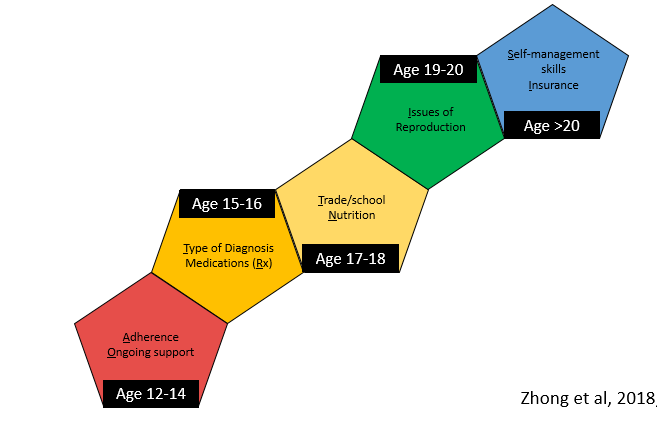 Self-management
skills
Insurance
Age >20
Age 19-20
Issues of
Reproduction
Trade/school
Nutrition
Age 17-18
Age 15-16
Type of Diagnosis
Medications (Rx)
Adherence
Ongoing support
Age 12-14
Zhong et al, 2018,